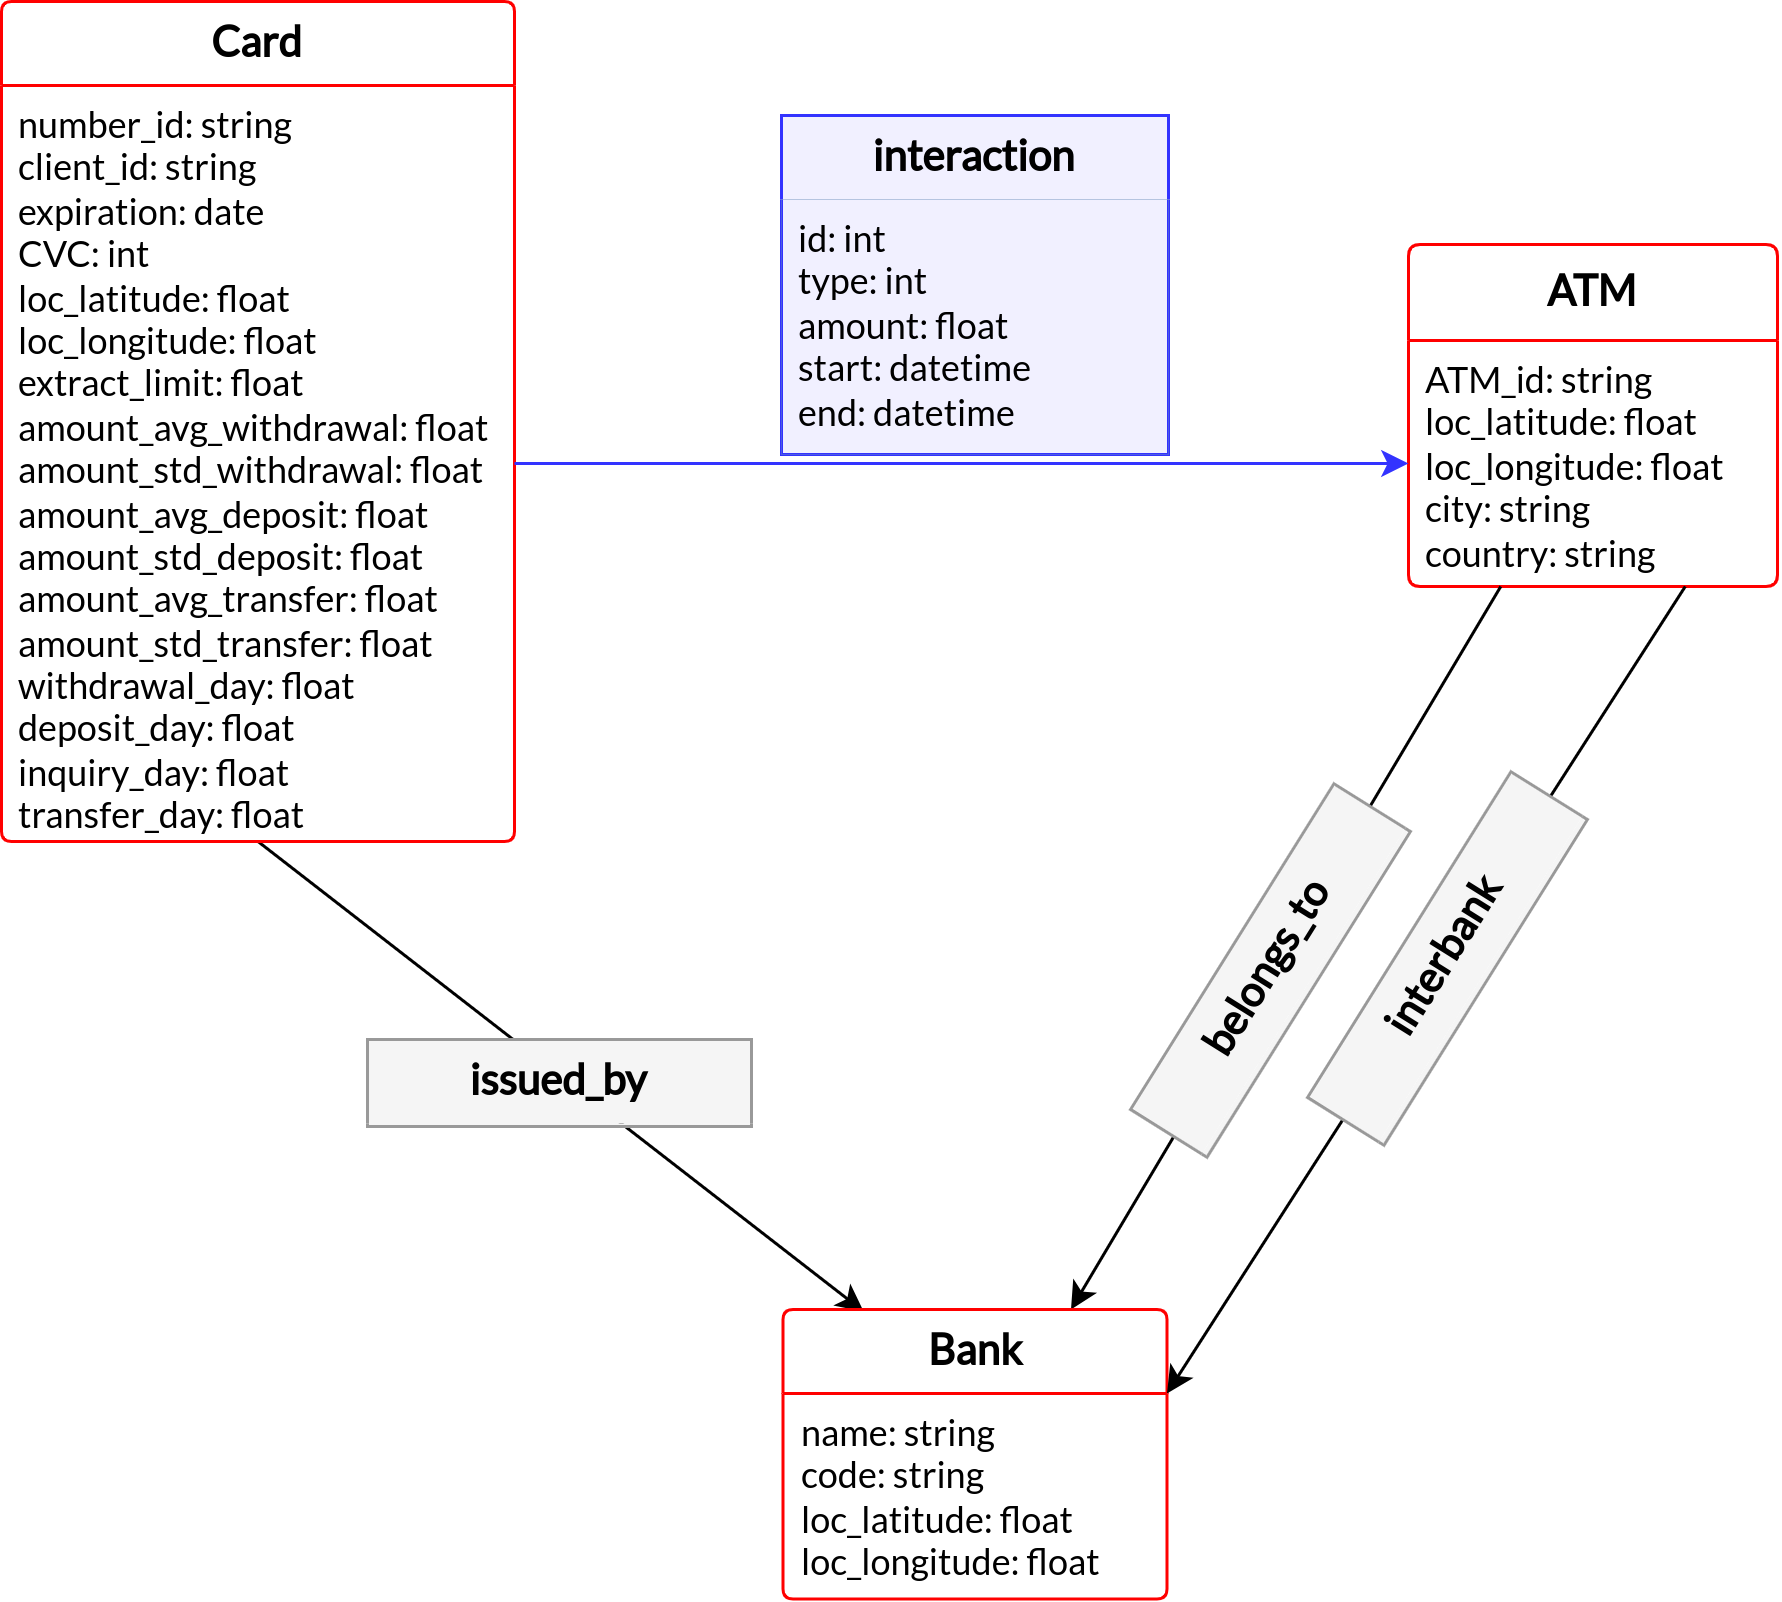 Card
number_id: string
client_id: string
expiration: date
CVC: int
loc_latitude: float
loc_longitude: float
extract_limit: float
amount_avg_withdrawal: float
amount_std_withdrawal: float
amount_avg_deposit: float
amount_std_deposit: float
amount_avg_transfer: float
amount_std_transfer: float
withdrawal_day: float
deposit_day: float
inquiry_day: float
transfer_day: float
interaction
id: int
type: int
amount: float
start: datetime
end: datetime
ATM
ATM_id: string
loc_latitude: float
loc_longitude: float
city: string
country: string
belongs_to
interbank
issued_by
Bank
name: string
code: string
loc_latitude: float
loc_longitude: float